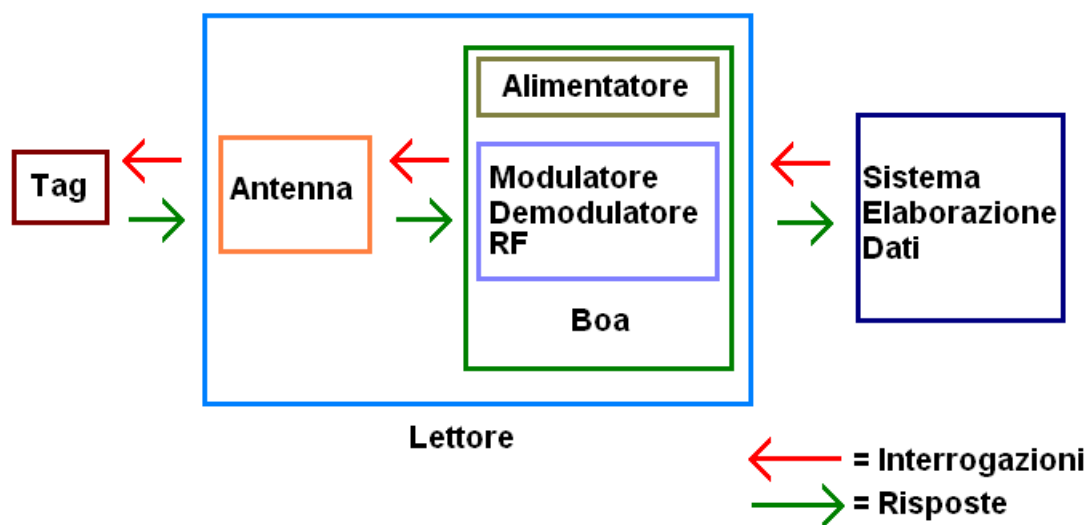 Alimentatore
Tag
Antenna
Modulatore
Demodulatore
RF
Boa
Sistema
Elaborazione
Dati
Lettore
= Interrogazioni
= Risposte